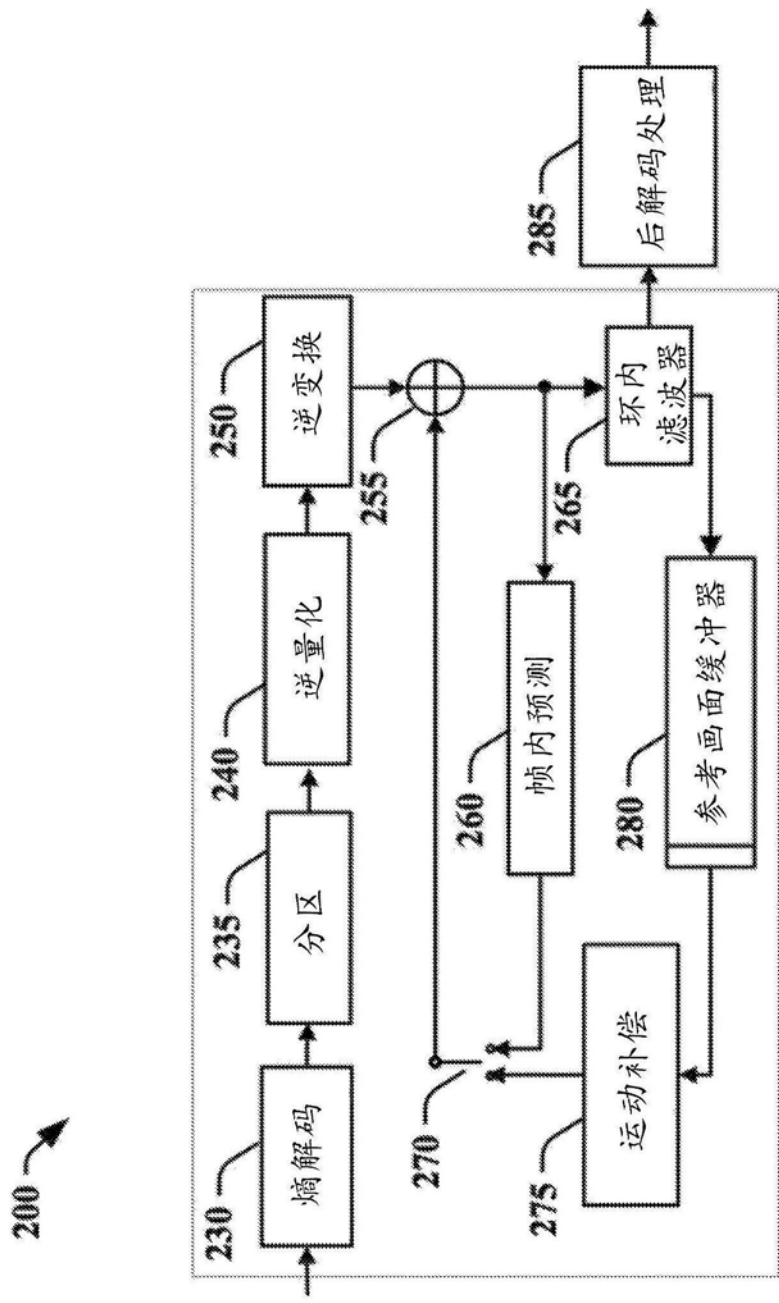 200
230
熵解码
235
分区
240
逆量化
250
逆变换
255
270
260
帧内预测
265
环内
滤波器
285
后解码处理
275
运动补偿
280
参考画面缓冲器